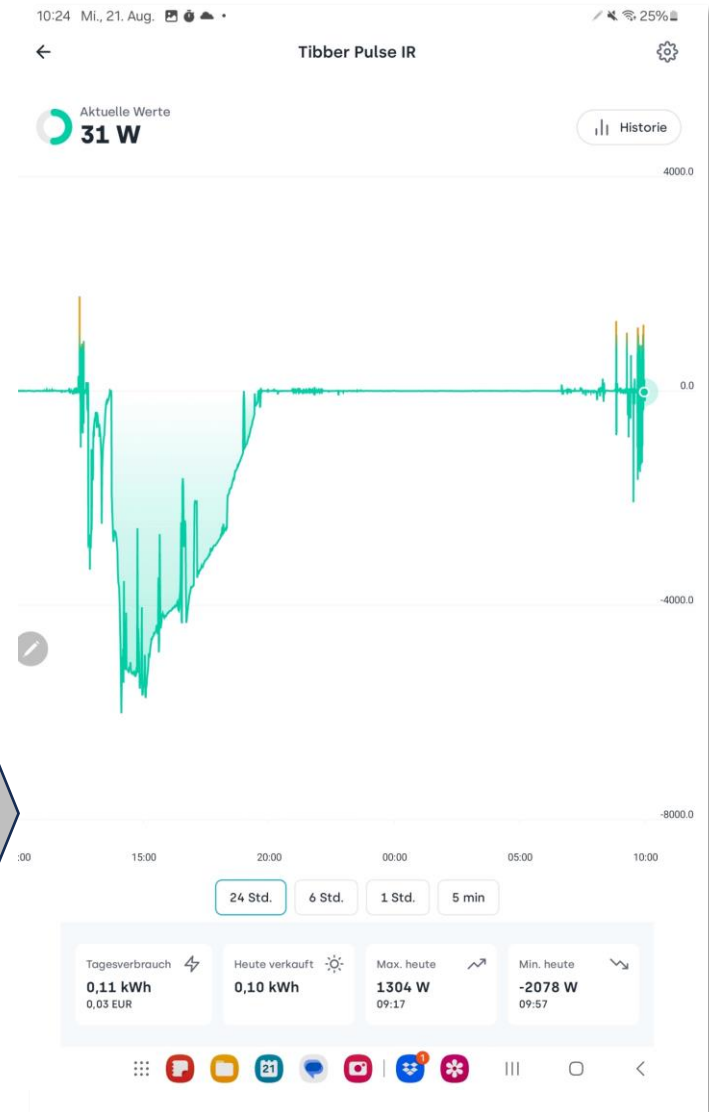 10:24 Mi., 21. Aug.
25%
Tibber Pulse IR
Aktuelle Werte
31 W
Historie
4000.0
0.0
-4000.0
-8000.0
:00 15:00 20:00 00:00 05:00 10:00
24 Std. 6 Std. 1 Std. 5 min
Tagesverbrauch Heute verkauft Max. heute Min. heute
0,11 kWh 0,10 kWh 1304 W -2078 W
0,03 EUR 09:17 09:57
21 1